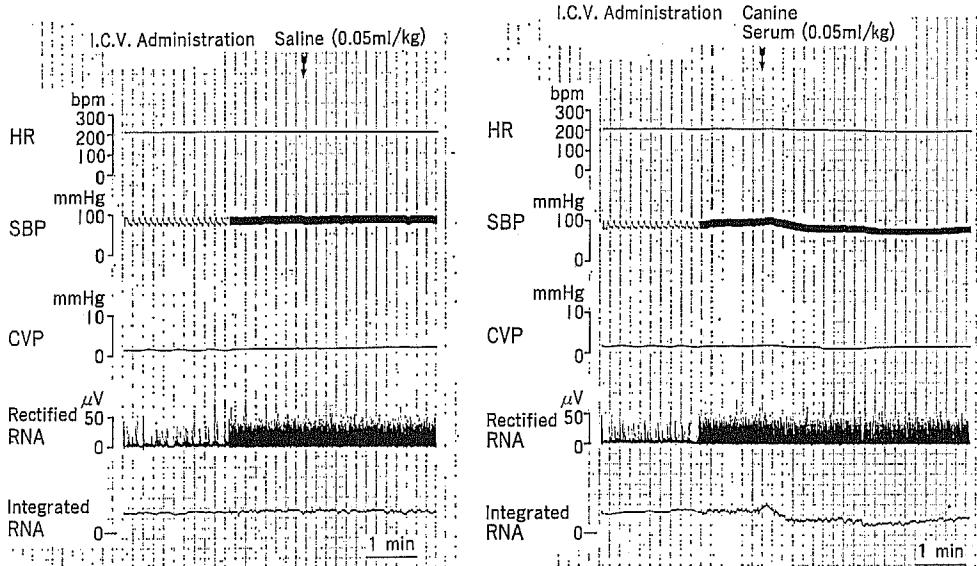 I.C.V. Administration Saline (0.05ml/kg)
bpm
300
HR 200
100
0
mmHg
100
SBP
0
mmHg
10
CVP
0
μV
Rectified 50
RNA 0
Integrated
RNA 0
1 min
I.C.V. Administration Canine
Serum (0.05ml/kg)
bpm
300
HR 200
100
0
mmHg
100
SBP
0
mmHg
10
CVP
0
μV
Rectified 50
RNA 0
Integrated
RNA 0
1 min